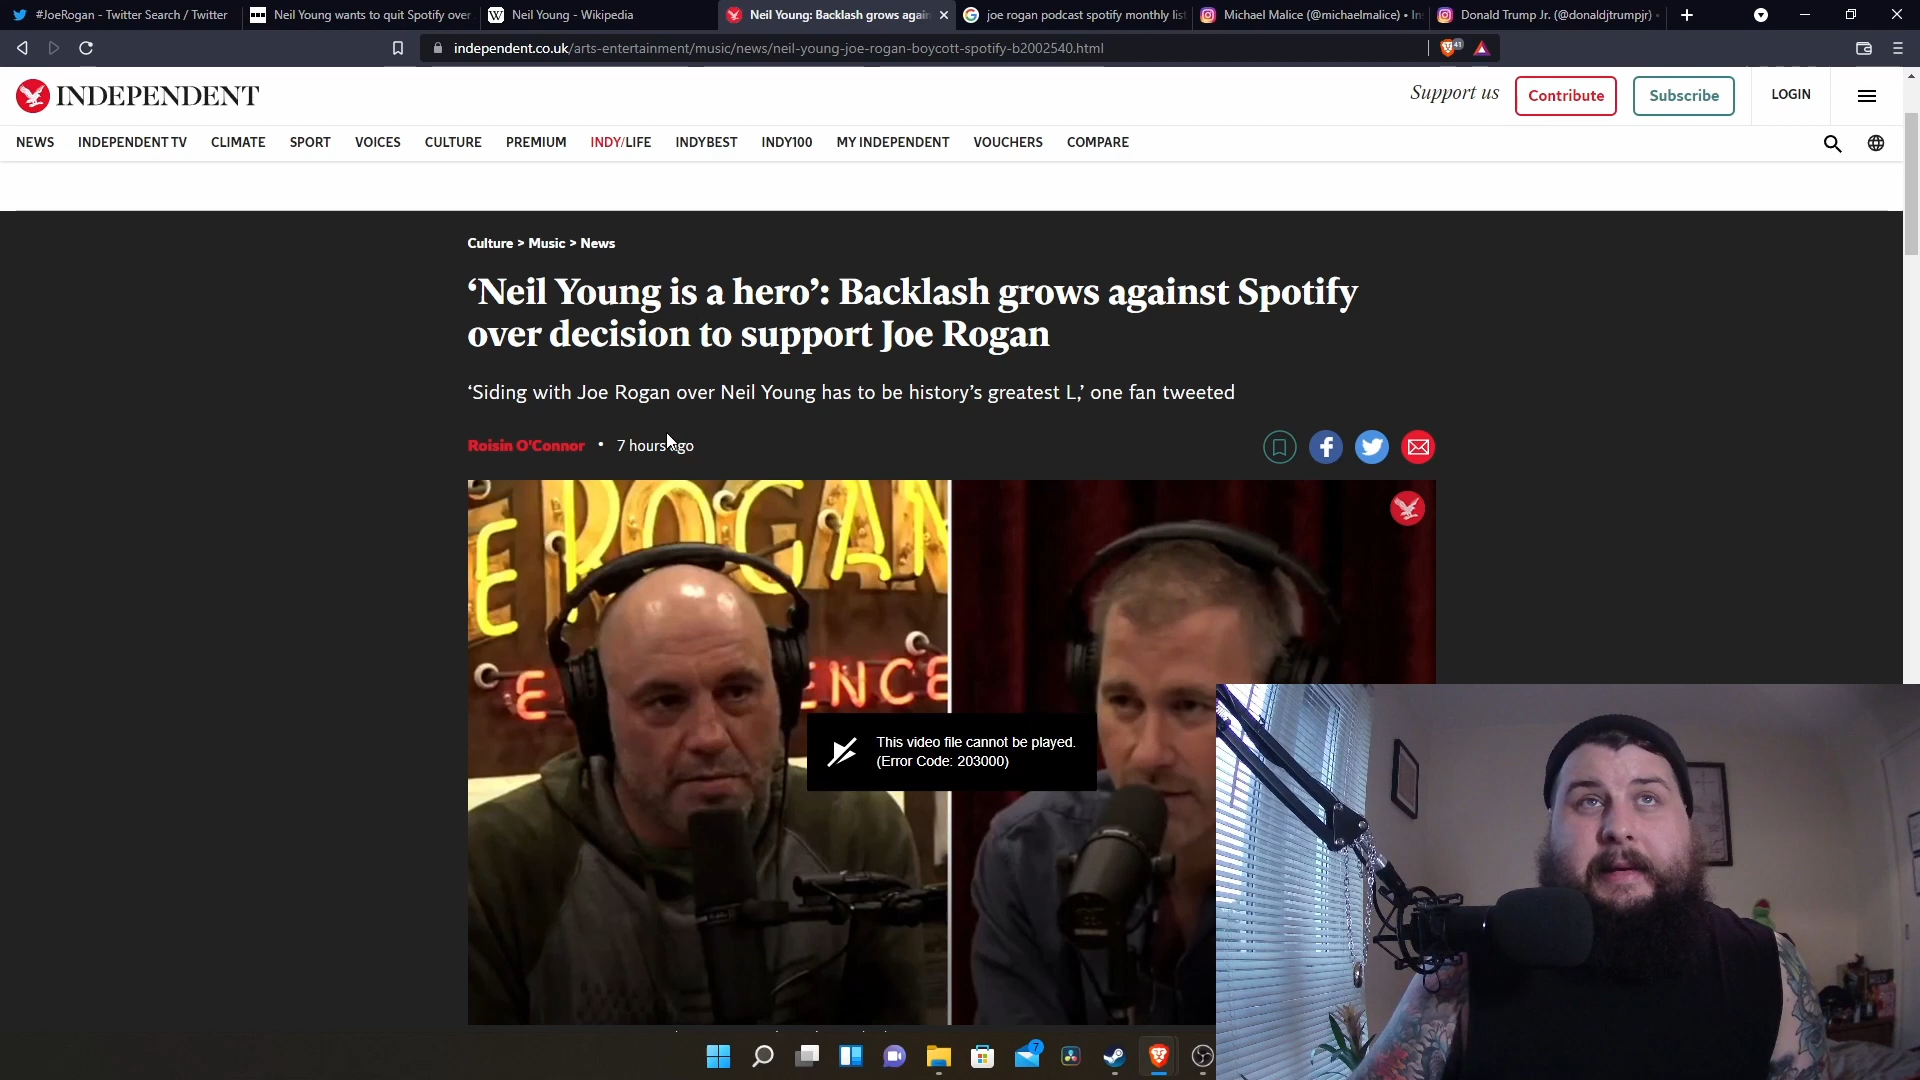 #JoeRogan - Twitter Search / Twitter
Neil Young wants to quit Spotify over
Neil Young - Wikipedia
Neil Young: Backlash grows again
joe rogan podcast spotify monthly list
Michael Malice (@michaelmalice) • In
Donald Trump Jr. (@donaldjtrumpjr) •
independent.co.uk/arts-entertainment/music/news/neil-young-joe-rogan-boycott-spotify-b2002540.html
41
INDEPENDENT
Support us
Contribute
Subscribe
LOGIN
NEWS
INDEPENDENT TV
CLIMATE
SPORT
VOICES
CULTURE
PREMIUM
INDY/LIFE
INDYBEST
INDY100
MY INDEPENDENT
VOUCHERS
COMPARE
Culture > Music > News
‘Neil Young is a hero’: Backlash grows against Spotify
over decision to support Joe Rogan
‘Siding with Joe Rogan over Neil Young has to be history’s greatest L,’ one fan tweeted
Roisin O'Connor • 7 hours ago
E ROGAN
E ENCE
This video file cannot be played.
(Error Code: 203000)
7